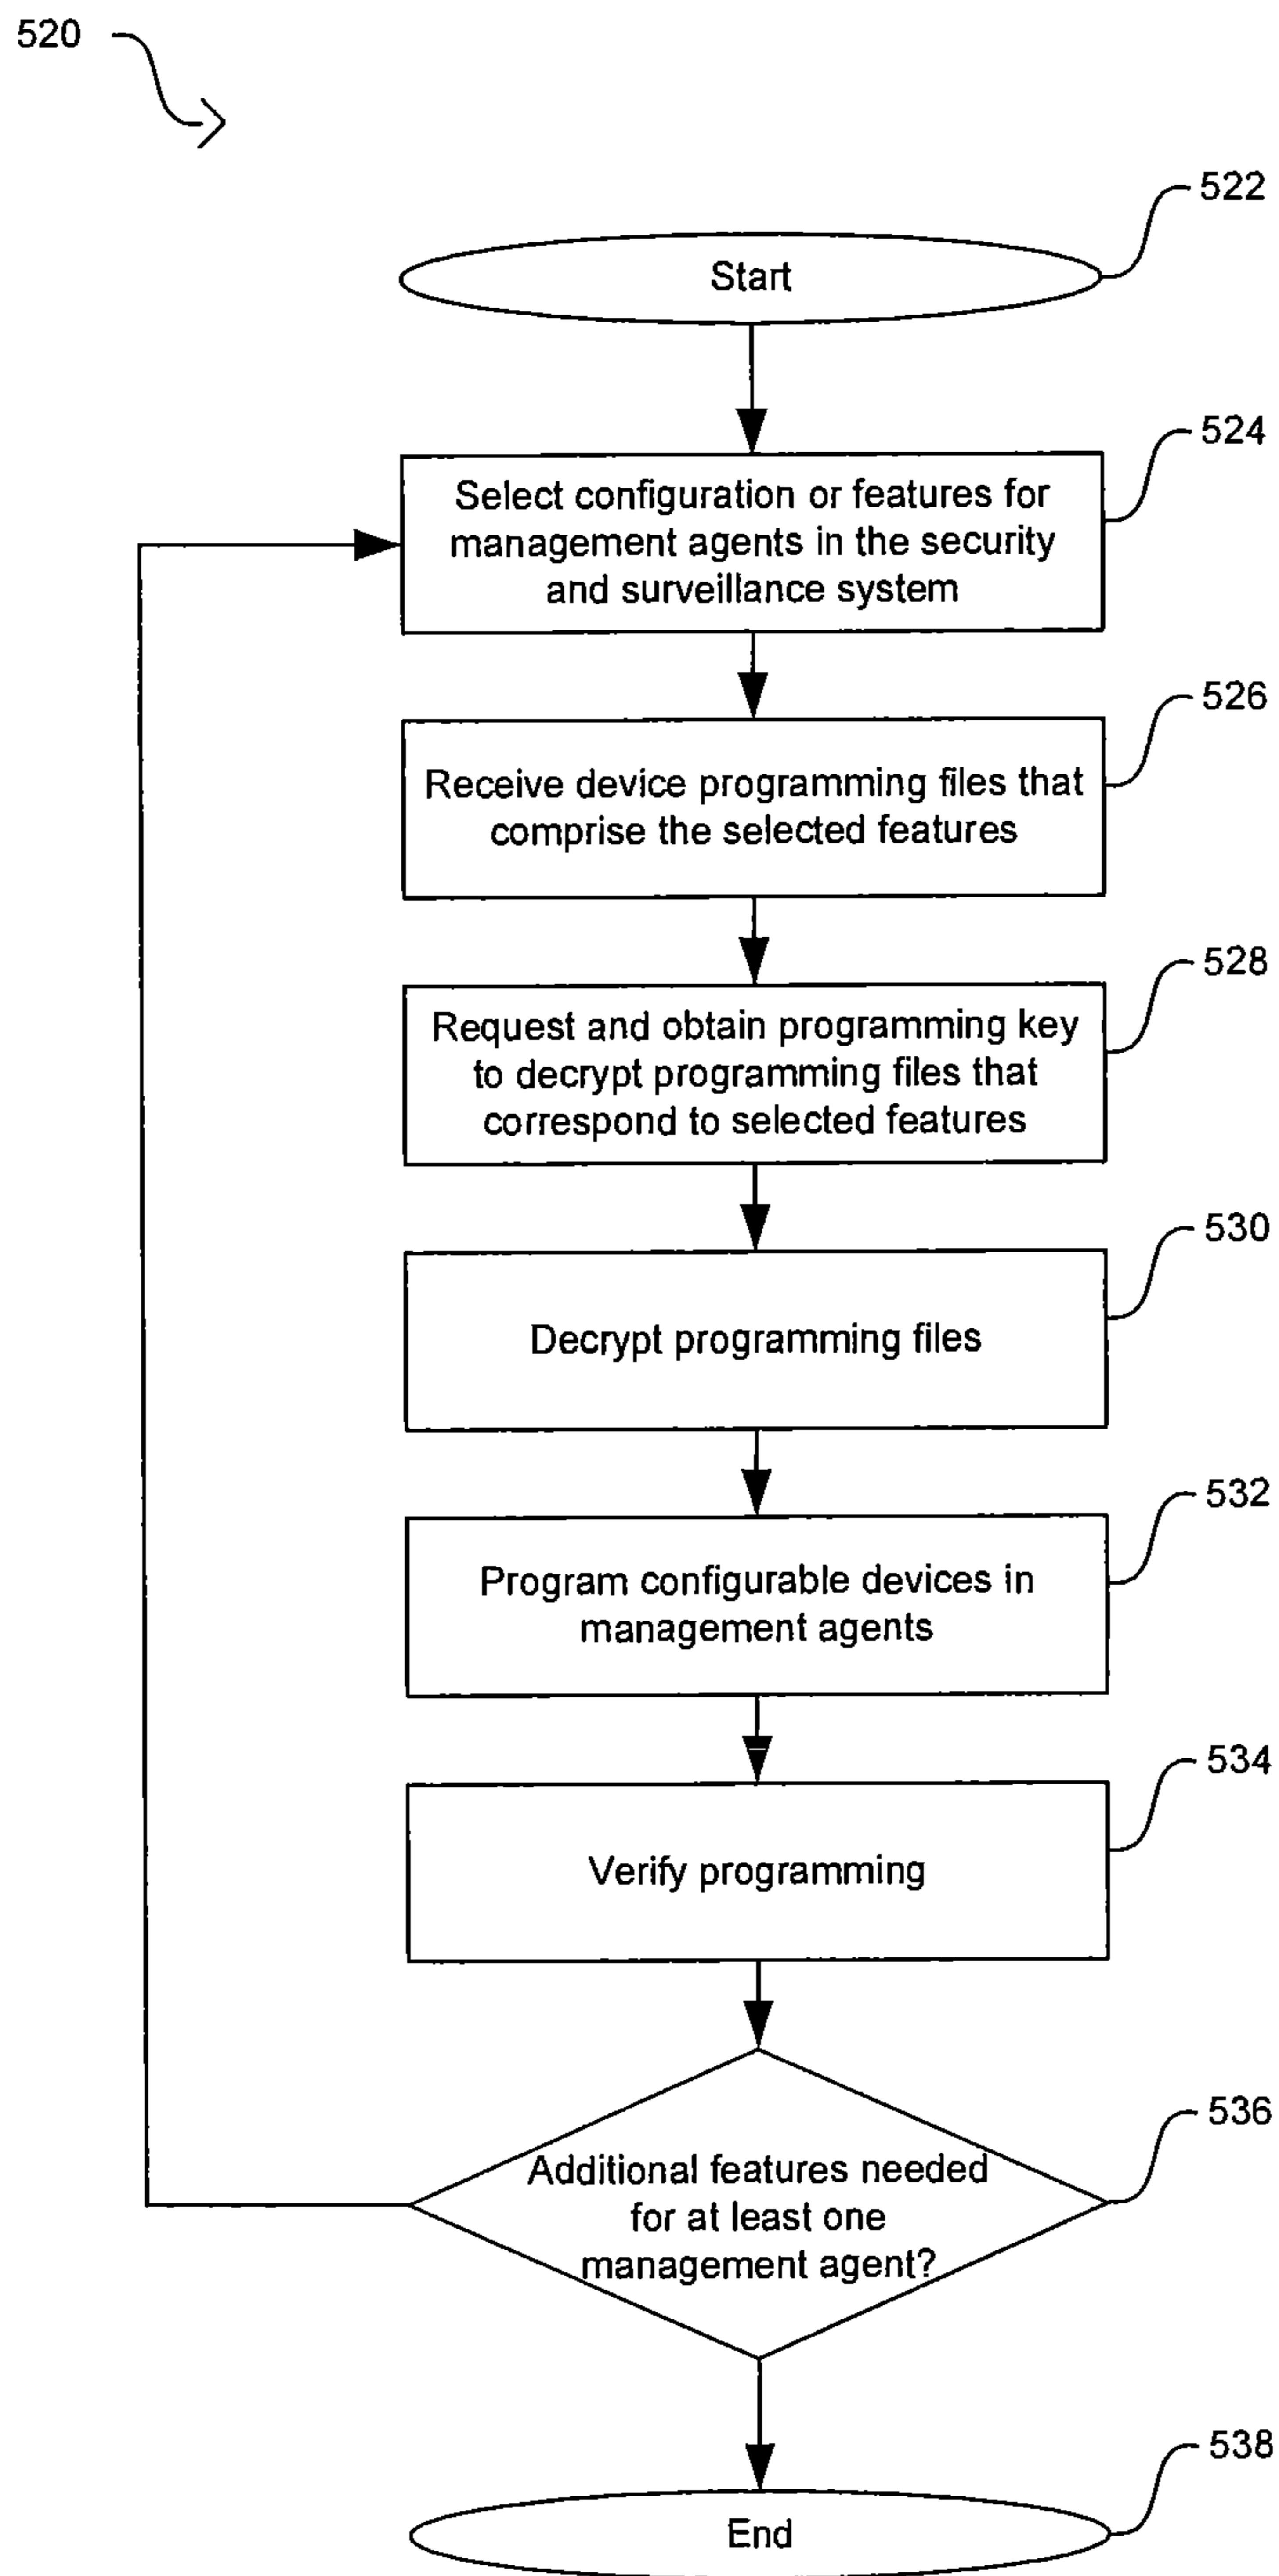 520
522
Start
524
Select configuration or features for
management agents in the security
and surveillance system
526
Receive device programming files that
comprise the selected features
528
Request and obtain programming key
to decrypt programming files that
correspond to selected features
530
Decrypt programming files
532
Program configurable devices in
management agents
534
Verify programming
536
Additional features needed
for at least one
management agent?
538
End